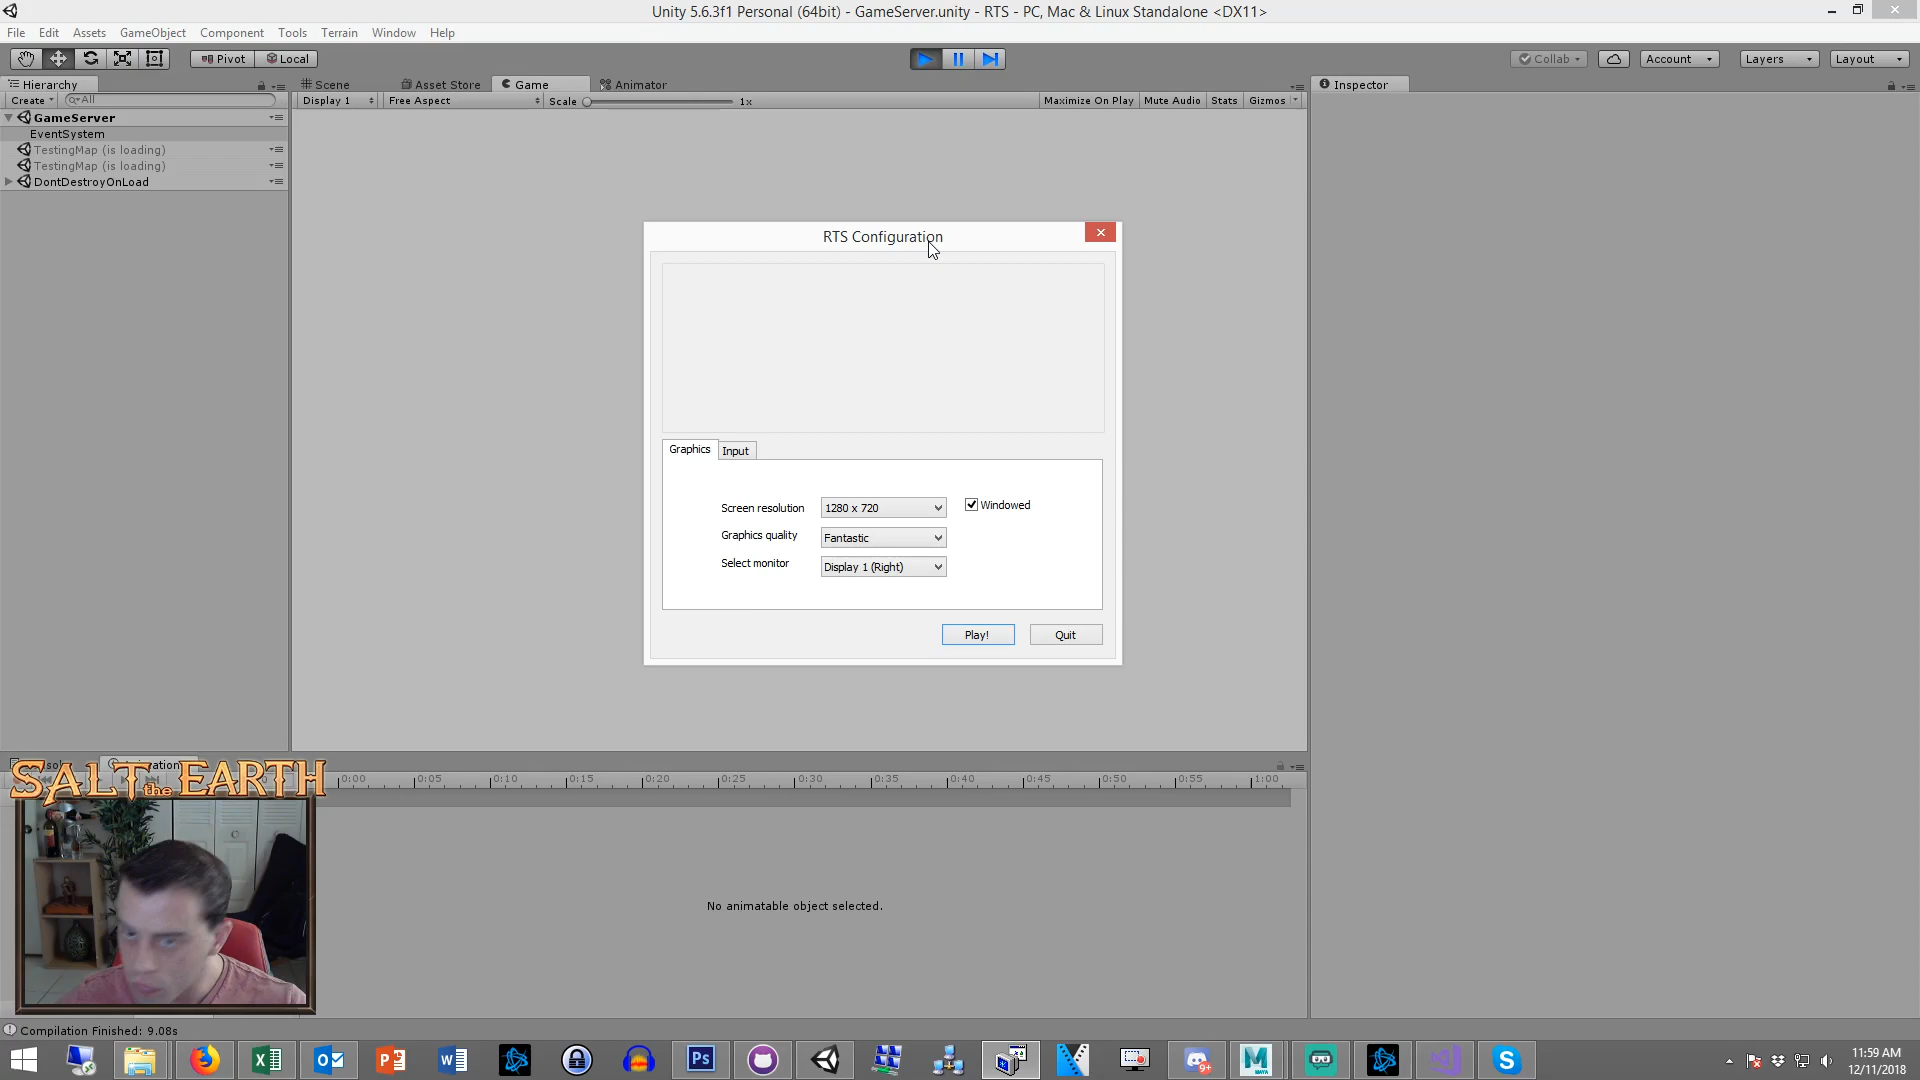 Unity 5.6.3f1 Personal (64bit) - GameServer.unity - RTS - PC, Mac & Linux Standalone <DX11>
File Edit Assets GameObject Component Tools Terrain Window Help
Pivot Local Collab Account Layers Layout
Hierarchy Scene Asset Store Game Animator Inspector
Create All Display 1 Free Aspect Scale 1x Maximize On Play Mute Audio Stats Gizmos
GameServer
EventSystem
TestingMap (is loading)
TestingMap (is loading)
DontDestroyOnLoad
RTS Configuration
Graphics Input
Screen resolution 1280 x 720 Windowed
Graphics quality Fantastic
Select monitor Display 1 (Right)
Play! Quit
SALT the EARTH
0:00 0:05 0:10 0:15 0:20 0:25 0:30 0:35 0:40 0:45 0:50 0:55 1:00
No animatable object selected.
Compilation Finished: 9.08s
11:59 AM
12/11/2018